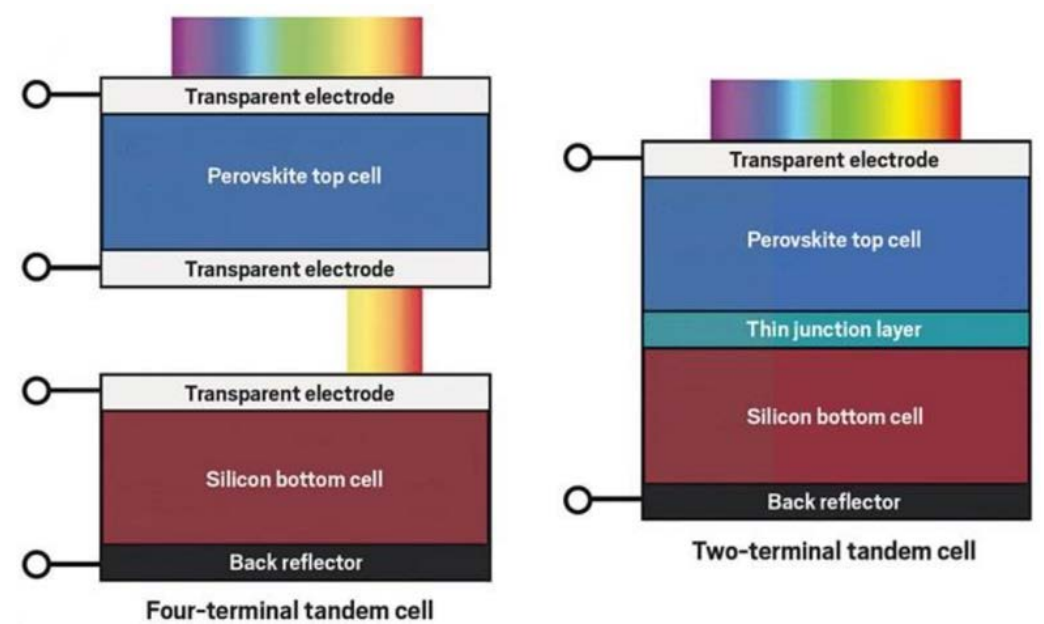 Transparent electrode
Perovskite top cell
Transparent electrode
Transparent electrode
Silicon bottom cell
Back reflector
Four-terminal tandem cell
Transparent electrode
Perovskite top cell
Thin junction layer
Silicon bottom cell
Back reflector
Two-terminal tandem cell